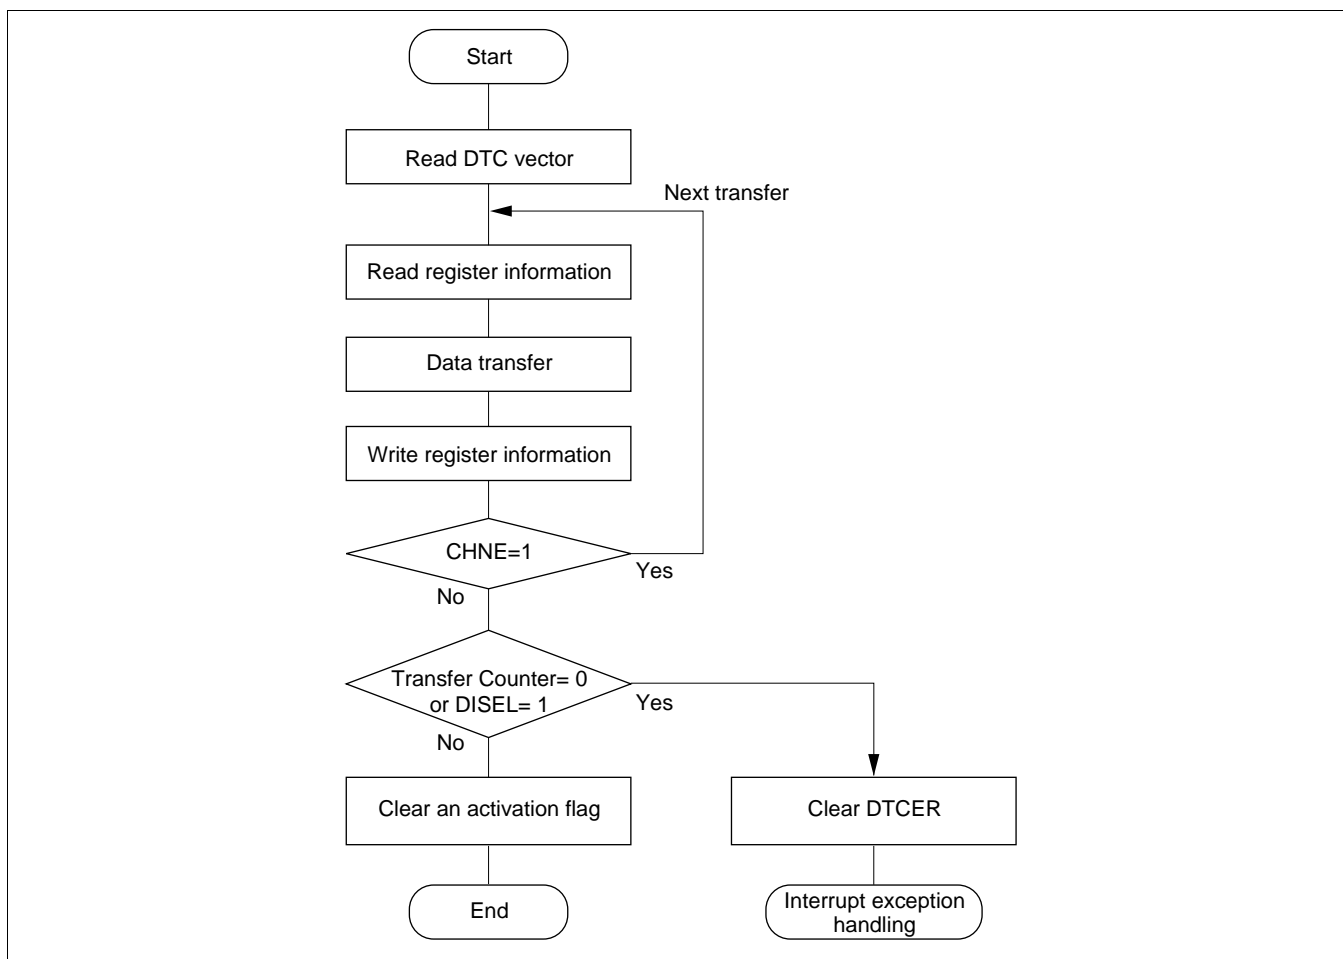 Start
Read DTC vector
Next transfer
Read register information
Data transfer
Write register information
CHNE=1
Yes
No
Transfer Counter= 0
or DISEL= 1
Yes
No
Clear an activation flag
Clear DTCER
End
Interrupt exception
handling